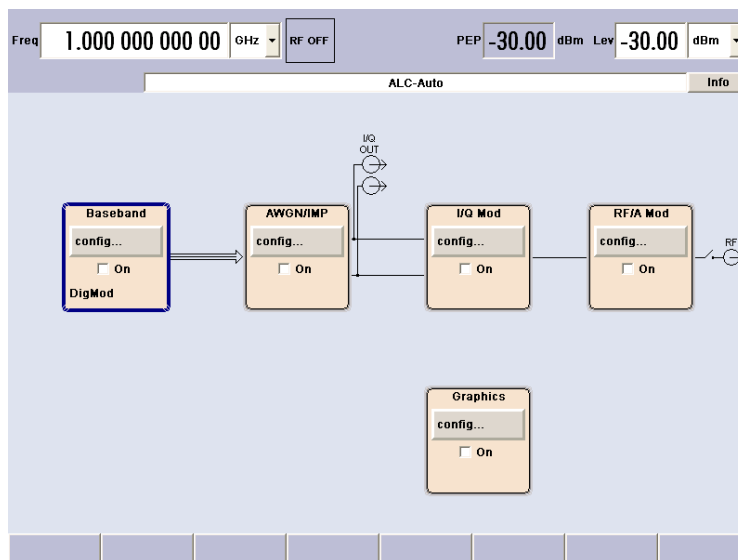 Freq 1.000 000 000 00 GHz RF OFF PEP -30.00 dBm Lev -30.00 dBm
ALC-Auto Info
I/Q
OUT
Baseband AWGN/IMP I/Q Mod RF/A Mod
RF
config... config... config... config...
On On On On
DigMod
Graphics
config...
On